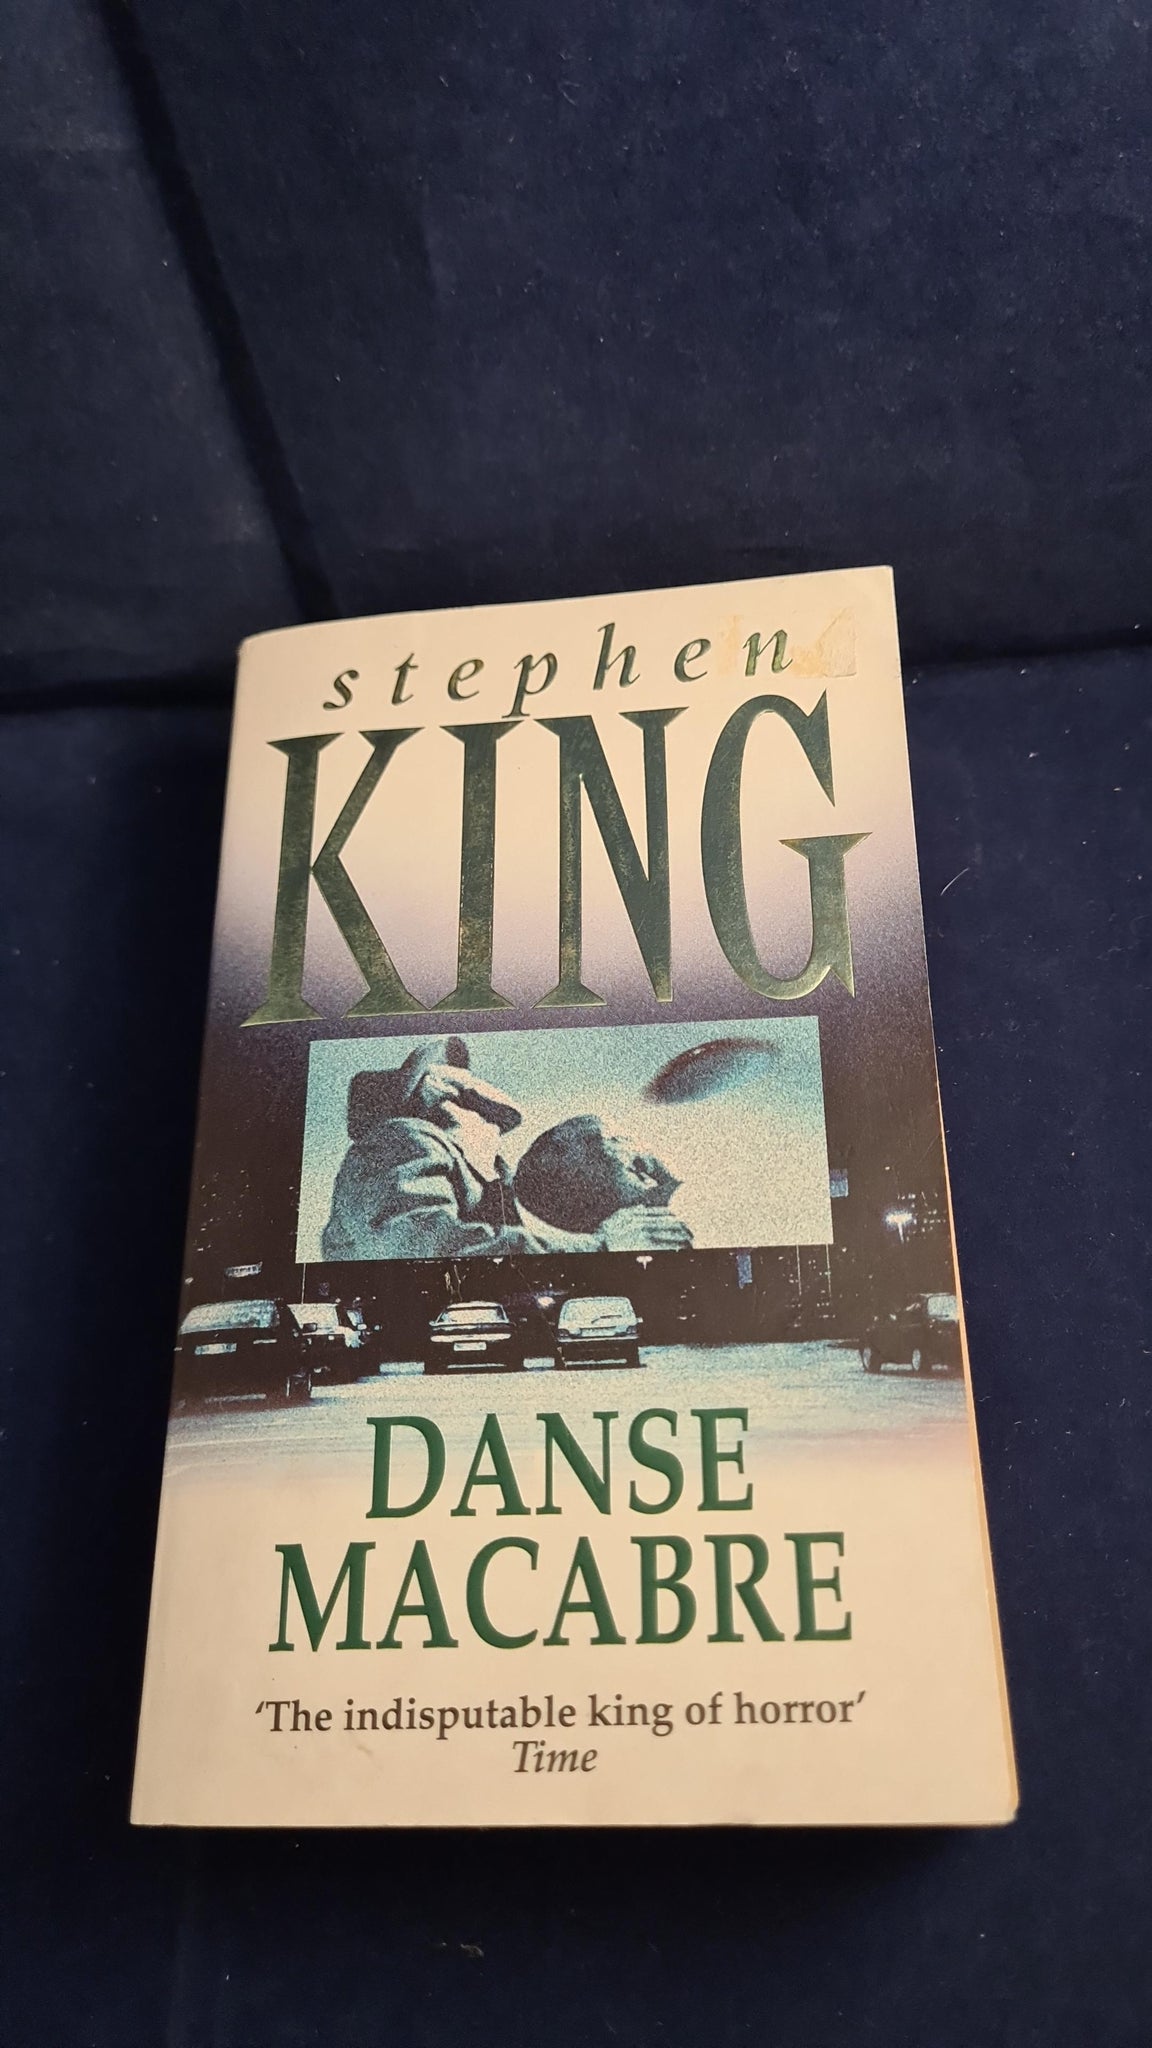 stephen
KING
DANSE
MACABRE
‘The indisputable king of horror’
Time